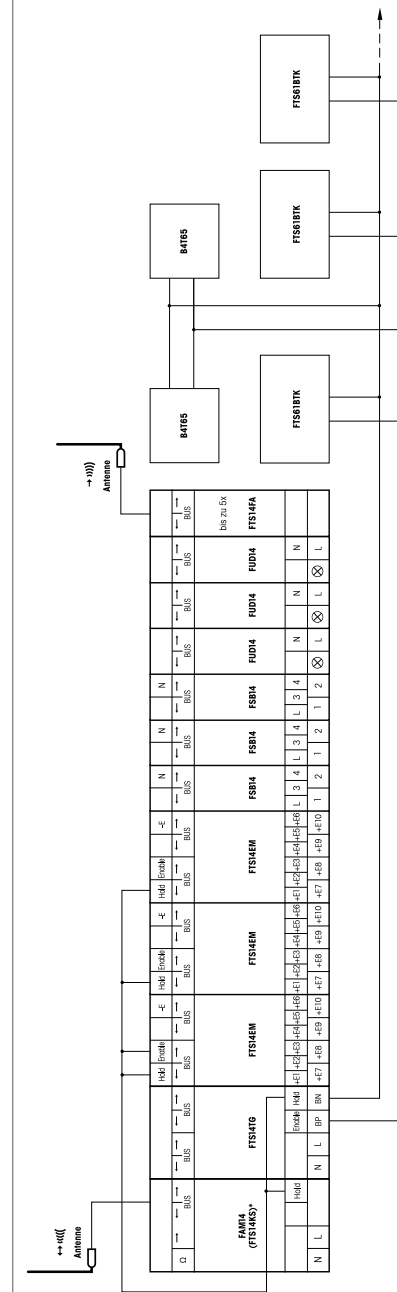 FTS61BTK
FTS61BTK
FTS61BTK
B4T65
B4T65
Antenne
BUS
bis zu 5x
FTS14FA
BUS
FUD14
N
L
BUS
FUD14
N
L
BUS
FUD14
N
L
N
BUS
FSB14
L 3 4
1 2
N
BUS
FSB14
L 3 4
1 2
N
BUS
FSB14
L 3 4
1 2
Hold Enable -E
BUS BUS
FTS14EM
+E1 +E2 +E3 +E4 +E5 +E6
+E7 +E8 +E9 +E10
Hold Enable -E
BUS BUS
FTS14EM
+E1 +E2 +E3 +E4 +E5 +E6
+E7 +E8 +E9 +E10
Hold Enable -E
BUS BUS
FTS14EM
+E1 +E2 +E3 +E4 +E5 +E6
+E7 +E8 +E9 +E10
BUS BUS
FTS14TG
Enable Hold
N L BP BN
Antenne
Ω BUS
FAM14
(FTS14KS)*
Hold
N L